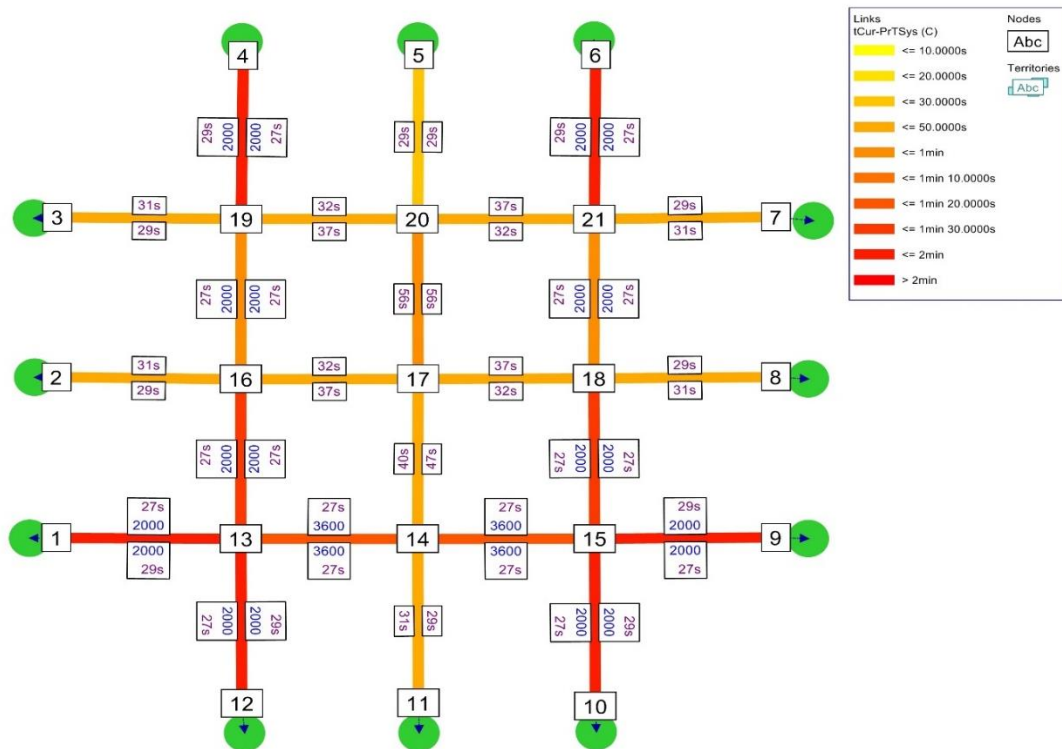 4
5
6
29s
2000
2000
27s
29s
29s
29s
2000
2000
27s
3
31s
29s
19
32s
37s
20
37s
32s
21
29s
31s
7
27s
2000
2000
27s
56s
56s
27s
2000
2000
27s
2
31s
29s
16
32s
37s
17
37s
32s
18
29s
31s
8
27s
2000
2000
27s
40s
47s
27s
2000
2000
27s
1
27s
2000
2000
29s
13
27s
3600
3600
27s
14
27s
3600
3600
27s
15
29s
2000
2000
27s
9
27s
2000
2000
29s
31s
29s
27s
2000
2000
29s
12
11
10
Links
tCur-PrTSys (C)
<= 10.0000s
<= 20.0000s
<= 30.0000s
<= 50.0000s
<= 1min
<= 1min 10.0000s
<= 1min 20.0000s
<= 1min 30.0000s
<= 2min
> 2min
Nodes
Abc
Territories
Abc